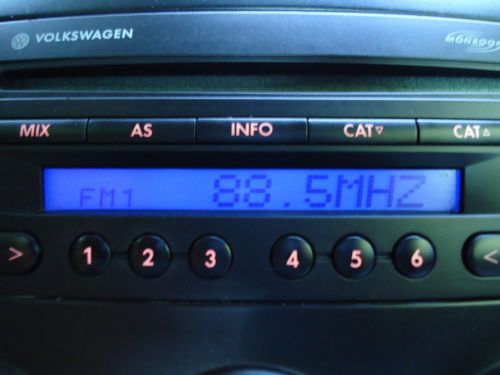 VOLKSWAGEN
MIX AS INFO CAT▿ CAT▵
FM1 88.5MHZ
> 1 2 3 4 5 6 <